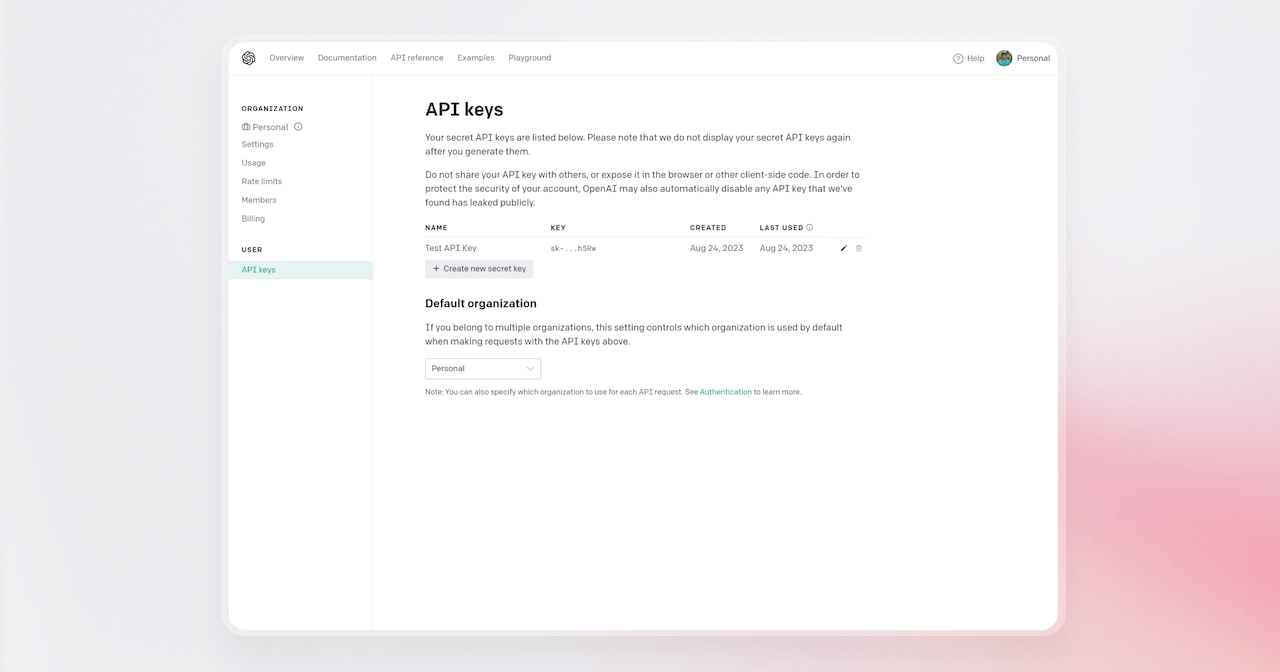 Overview Documentation API reference Examples Playground Help Personal
ORGANIZATION
Personal
Settings
Usage
Rate limits
Members
Billing
USER
API keys
API keys
Your secret API keys are listed below. Please note that we do not display your secret API keys again
after you generate them.
Do not share your API key with others, or expose it in the browser or other client-side code. In order to
protect the security of your account, OpenAI may also automatically disable any API key that we've
found has leaked publicly.
NAME KEY CREATED LAST USED
Test API Key sk-...h5Rw Aug 24, 2023 Aug 24, 2023
+ Create new secret key
Default organization
If you belong to multiple organizations, this setting controls which organization is used by default
when making requests with the API keys above.
Personal
Note: You can also specify which organization to use for each API request. See Authentication to learn more.